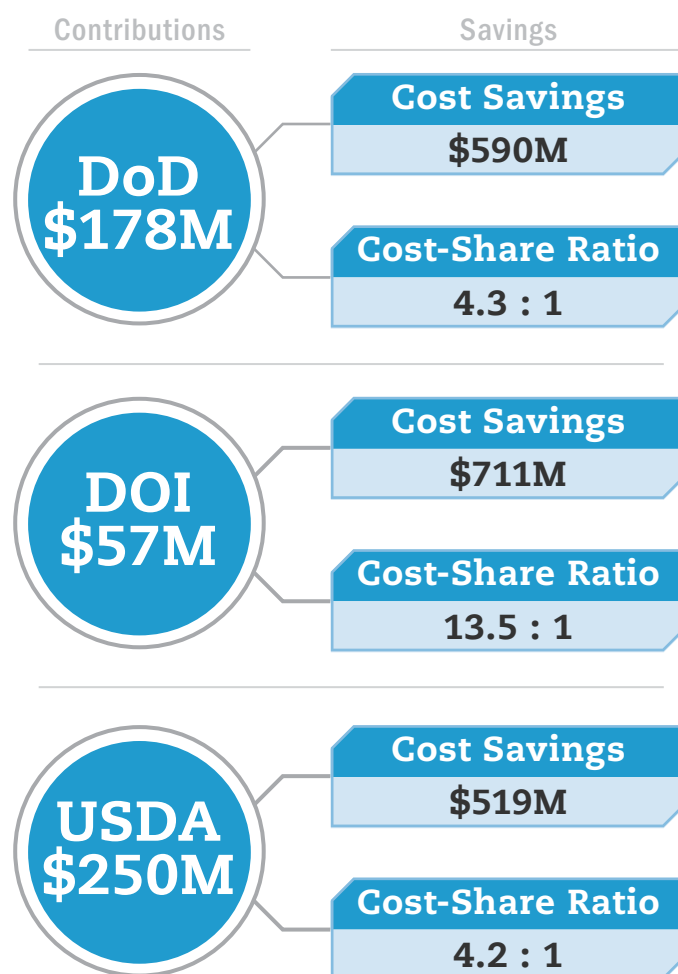 Contributions
Savings
DoD
$178M
Cost Savings
$590M
Cost-Share Ratio
4.3 : 1
DOI
$57M
Cost Savings
$711M
Cost-Share Ratio
13.5 : 1
USDA
$250M
Cost Savings
$519M
Cost-Share Ratio
4.2 : 1